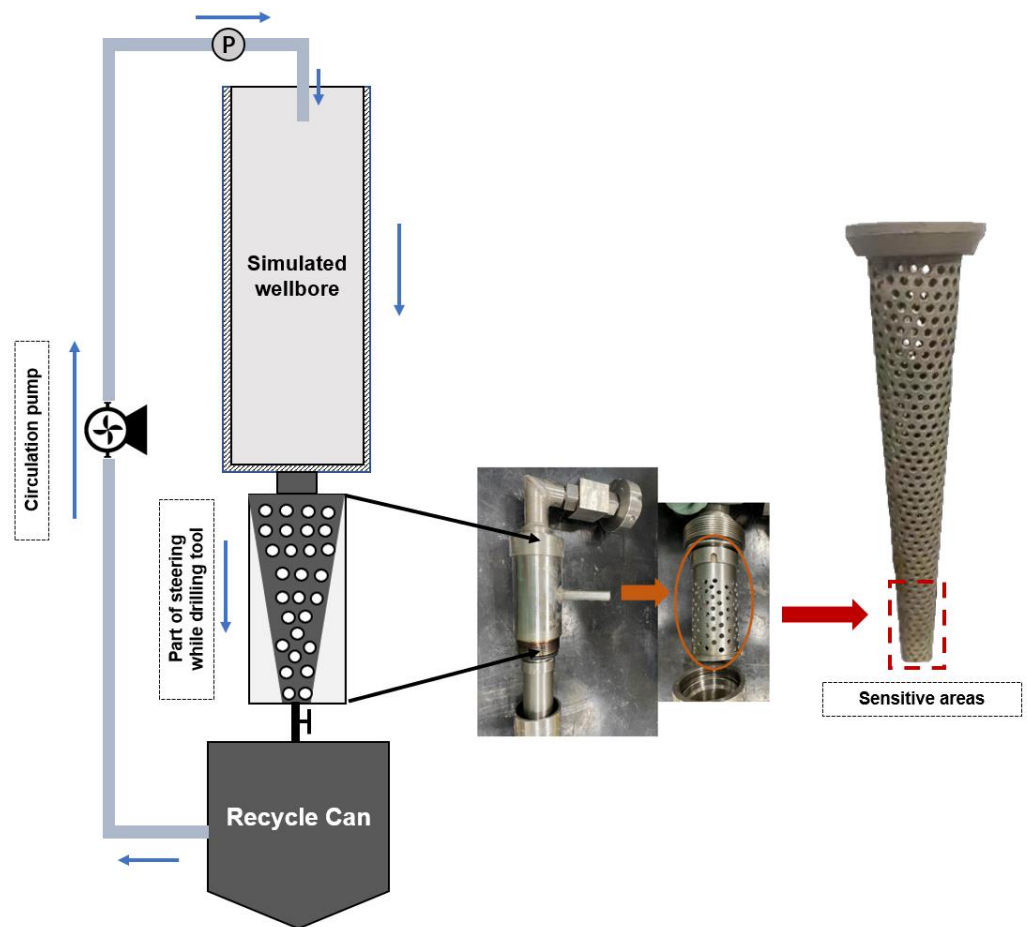 P
Simulated
wellbore
Circulation pump
Part of steering
while drilling tool
Sensitive areas
Recycle Can